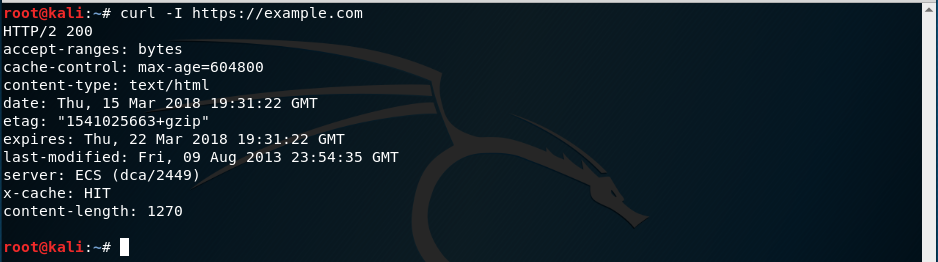 root@kali:~# curl -I https://example.com
HTTP/2 200
accept-ranges: bytes
cache-control: max-age=604800
content-type: text/html
date: Thu, 15 Mar 2018 19:31:22 GMT
etag: "1541025663+gzip"
expires: Thu, 22 Mar 2018 19:31:22 GMT
last-modified: Fri, 09 Aug 2013 23:54:35 GMT
server: ECS (dca/2449)
x-cache: HIT
content-length: 1270
root@kali:~#